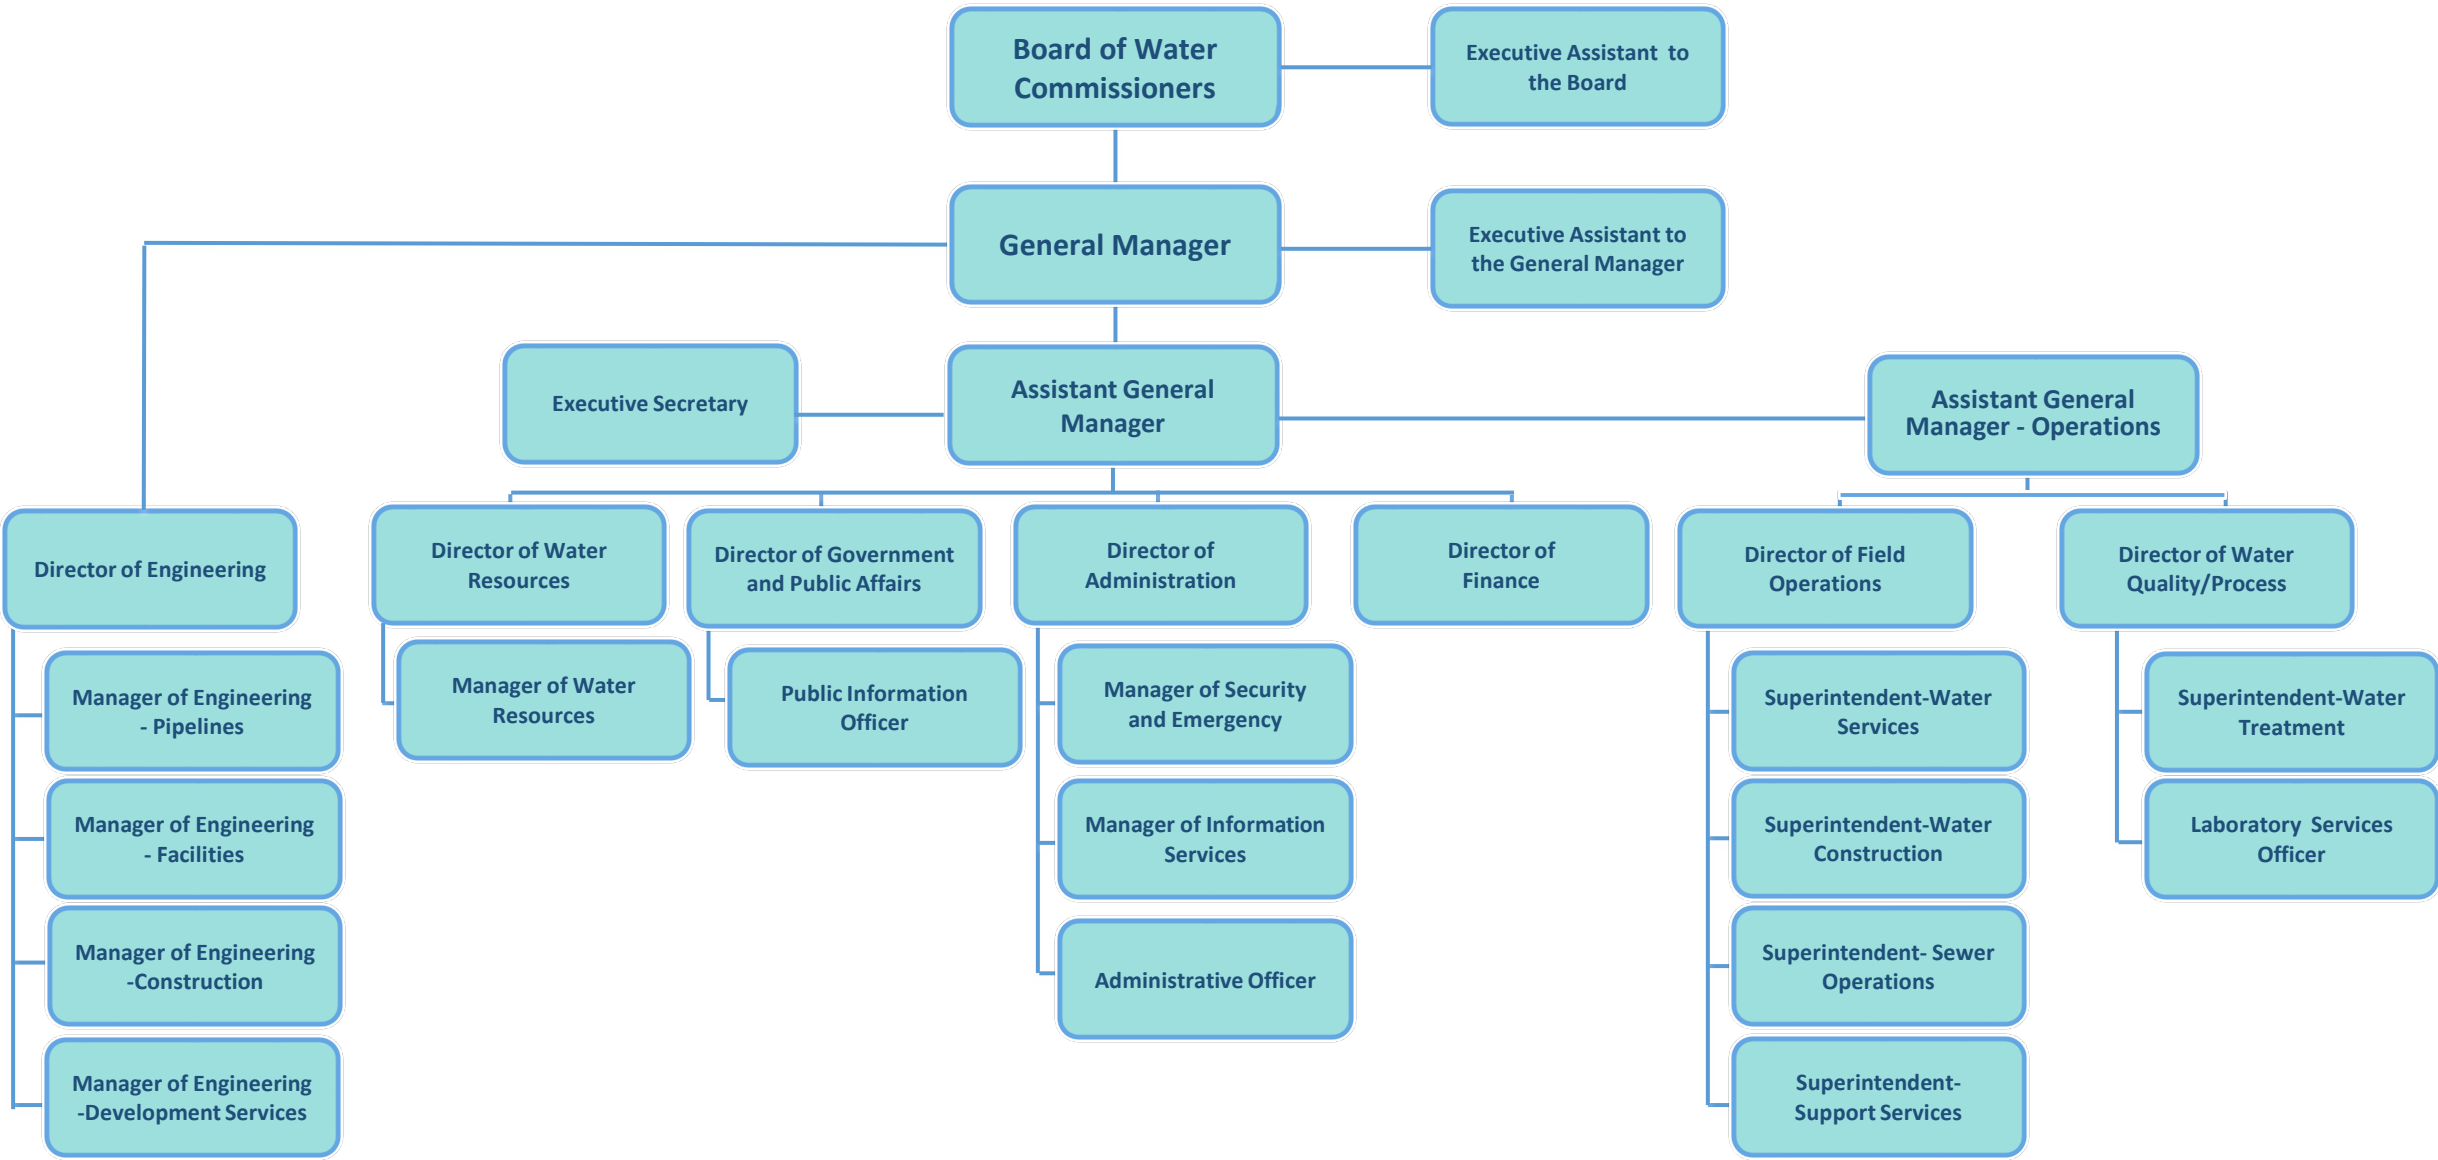 Board of Water
Commissioners
Executive Assistant to
the Board
General Manager
Executive Assistant to
the General Manager
Executive Secretary
Assistant General
Manager
Assistant General
Manager - Operations
Director of Engineering
Director of Water
Resources
Director of Government
and Public Affairs
Director of
Administration
Director of
Finance
Director of Field
Operations
Director of Water
Quality/Process
Manager of Engineering
- Pipelines
Manager of Water
Resources
Public Information
Officer
Manager of Security
and Emergency
Superintendent-Water
Services
Superintendent-Water
Treatment
Manager of Engineering
- Facilities
Manager of Information
Services
Superintendent-Water
Construction
Laboratory Services
Officer
Manager of Engineering
-Construction
Administrative Officer
Superintendent- Sewer
Operations
Manager of Engineering
-Development Services
Superintendent-
Support Services